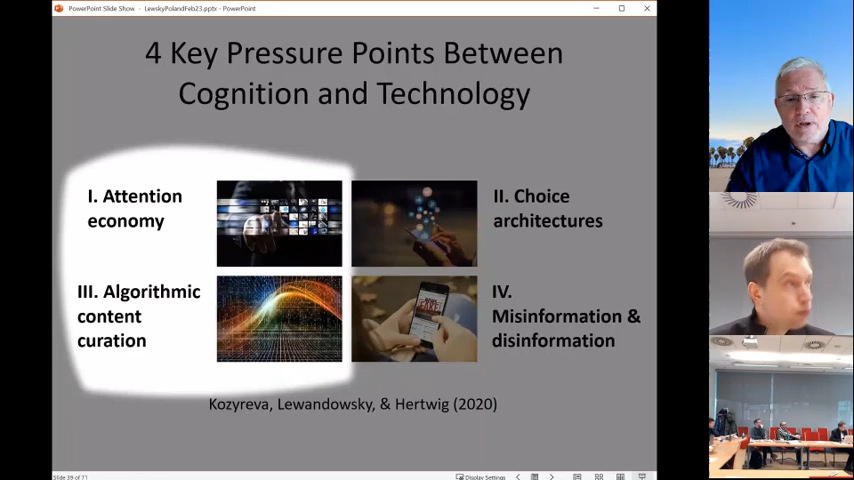 PowerPoint Slide Show - LewskyPolandFeb23.pptx - PowerPoint
4 Key Pressure Points Between
Cognition and Technology
I. Attention
economy
II. Choice
architectures
III. Algorithmic
content
curation
IV.
Misinformation &
disinformation
Kozyreva, Lewandowsky, & Hertwig (2020)
Slide 39 of 71
Display Settings